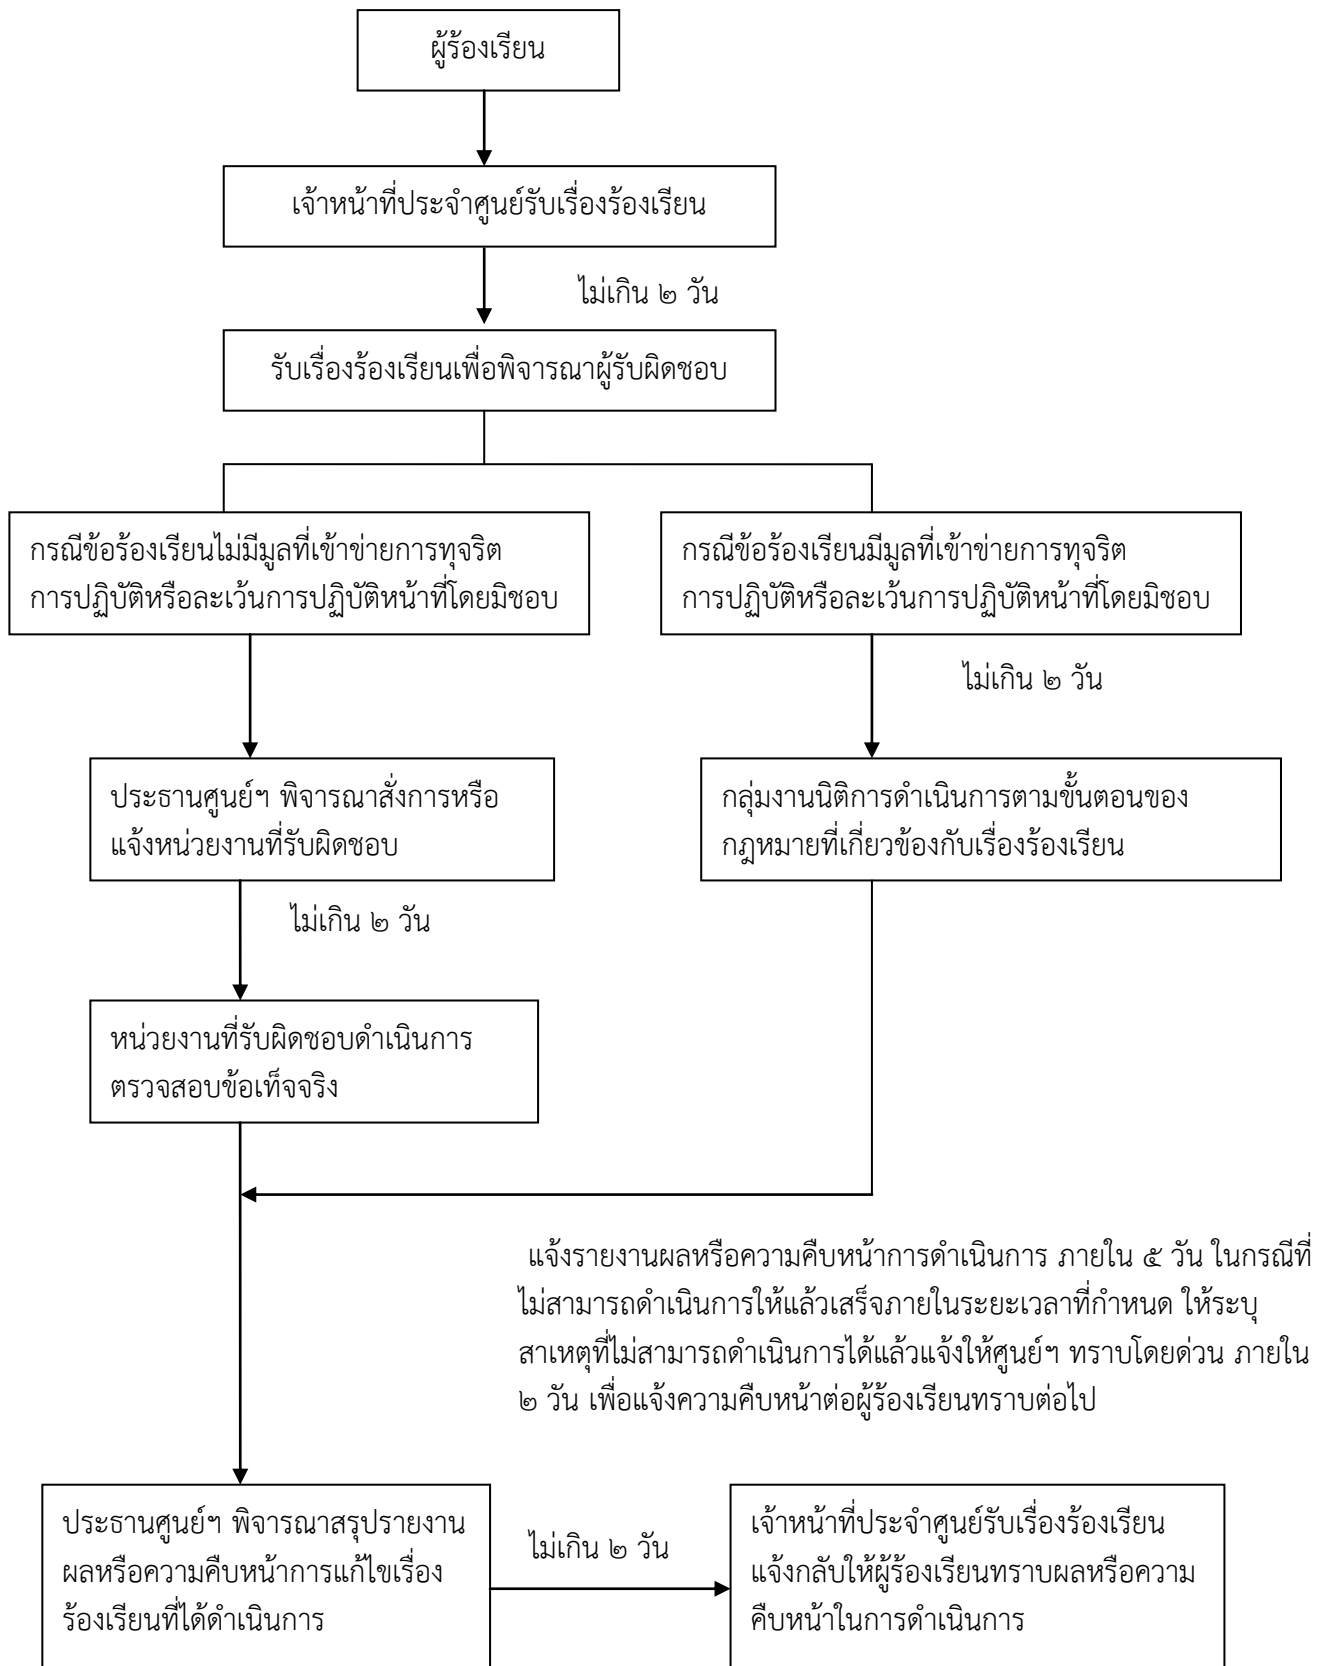 ผู้ร้องเรียน
เจ้าหน้าที่ประจำศูนย์รับเรื่องร้องเรียน
ไม่เกิน ๒ วัน
รับเรื่องร้องเรียนเพื่อพิจารณาผู้รับผิดชอบ
กรณีข้อร้องเรียนไม่มีมูลที่เข้าข่ายการทุจริต
การปฏิบัติหรือละเว้นการปฏิบัติหน้าที่โดยมิชอบ
กรณีข้อร้องเรียนมีมูลที่เข้าข่ายการทุจริต
การปฏิบัติหรือละเว้นการปฏิบัติหน้าที่โดยมิชอบ
ไม่เกิน ๒ วัน
ประธานศูนย์ฯ พิจารณาสั่งการหรือ
แจ้งหน่วยงานที่รับผิดชอบ
กลุ่มงานนิติการดำเนินการตามขั้นตอนของ
กฎหมายที่เกี่ยวข้องกับเรื่องร้องเรียน
ไม่เกิน ๒ วัน
หน่วยงานที่รับผิดชอบดำเนินการ
ตรวจสอบข้อเท็จจริง
แจ้งรายงานผลหรือความคืบหน้าการดำเนินการ ภายใน ๕ วัน ในกรณีที่
ไม่สามารถดำเนินการให้แล้วเสร็จภายในระยะเวลาที่กำหนด ให้ระบุ
สาเหตุที่ไม่สามารถดำเนินการได้แล้วแจ้งให้ศูนย์ฯ ทราบโดยด่วน ภายใน
๒ วัน เพื่อแจ้งความคืบหน้าต่อผู้ร้องเรียนทราบต่อไป
ประธานศูนย์ฯ พิจารณาสรุปรายงาน
ผลหรือความคืบหน้าการแก้ไขเรื่อง
ร้องเรียนที่ได้ดำเนินการ
ไม่เกิน ๒ วัน
เจ้าหน้าที่ประจำศูนย์รับเรื่องร้องเรียน
แจ้งกลับให้ผู้ร้องเรียนทราบผลหรือความ
คืบหน้าในการดำเนินการ